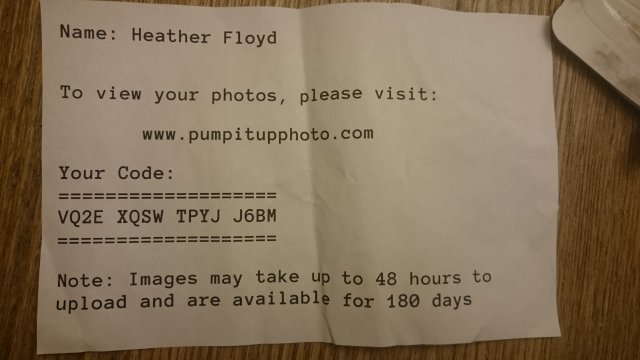 Name: Heather Floyd
To view your photos, please visit:
www.pumpitupphoto.com
Your Code:
===================
VQ2E XQSW TPYJ J6BM
===================
Note: Images may take up to 48 hours to
upload and are available for 180 days